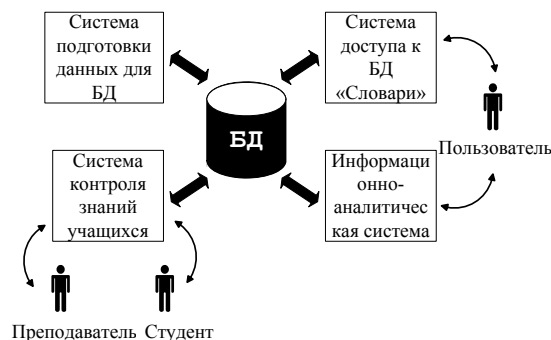 Система
подготовки
данных для
БД
Система
доступа к
БД
«Словари»
БД
Пользователь
Система
контроля
знаний
учащихся
Информаци
онно-
аналитичес
кая система
Преподаватель
Студент